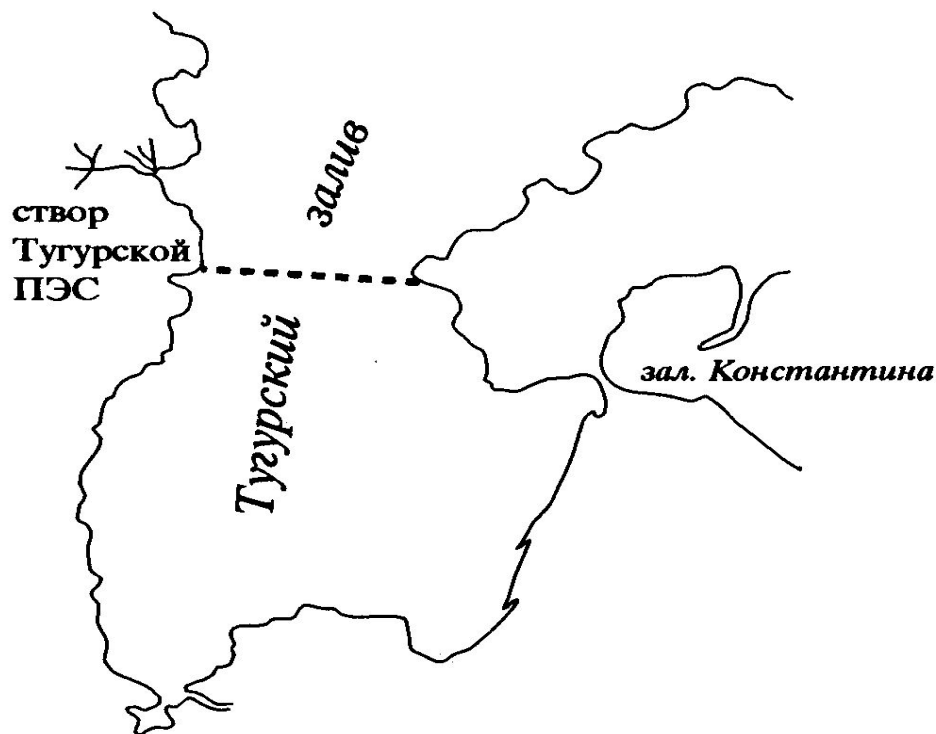 залив
створ
Тугурской
ПЭС
Тугурский
зал. Константина